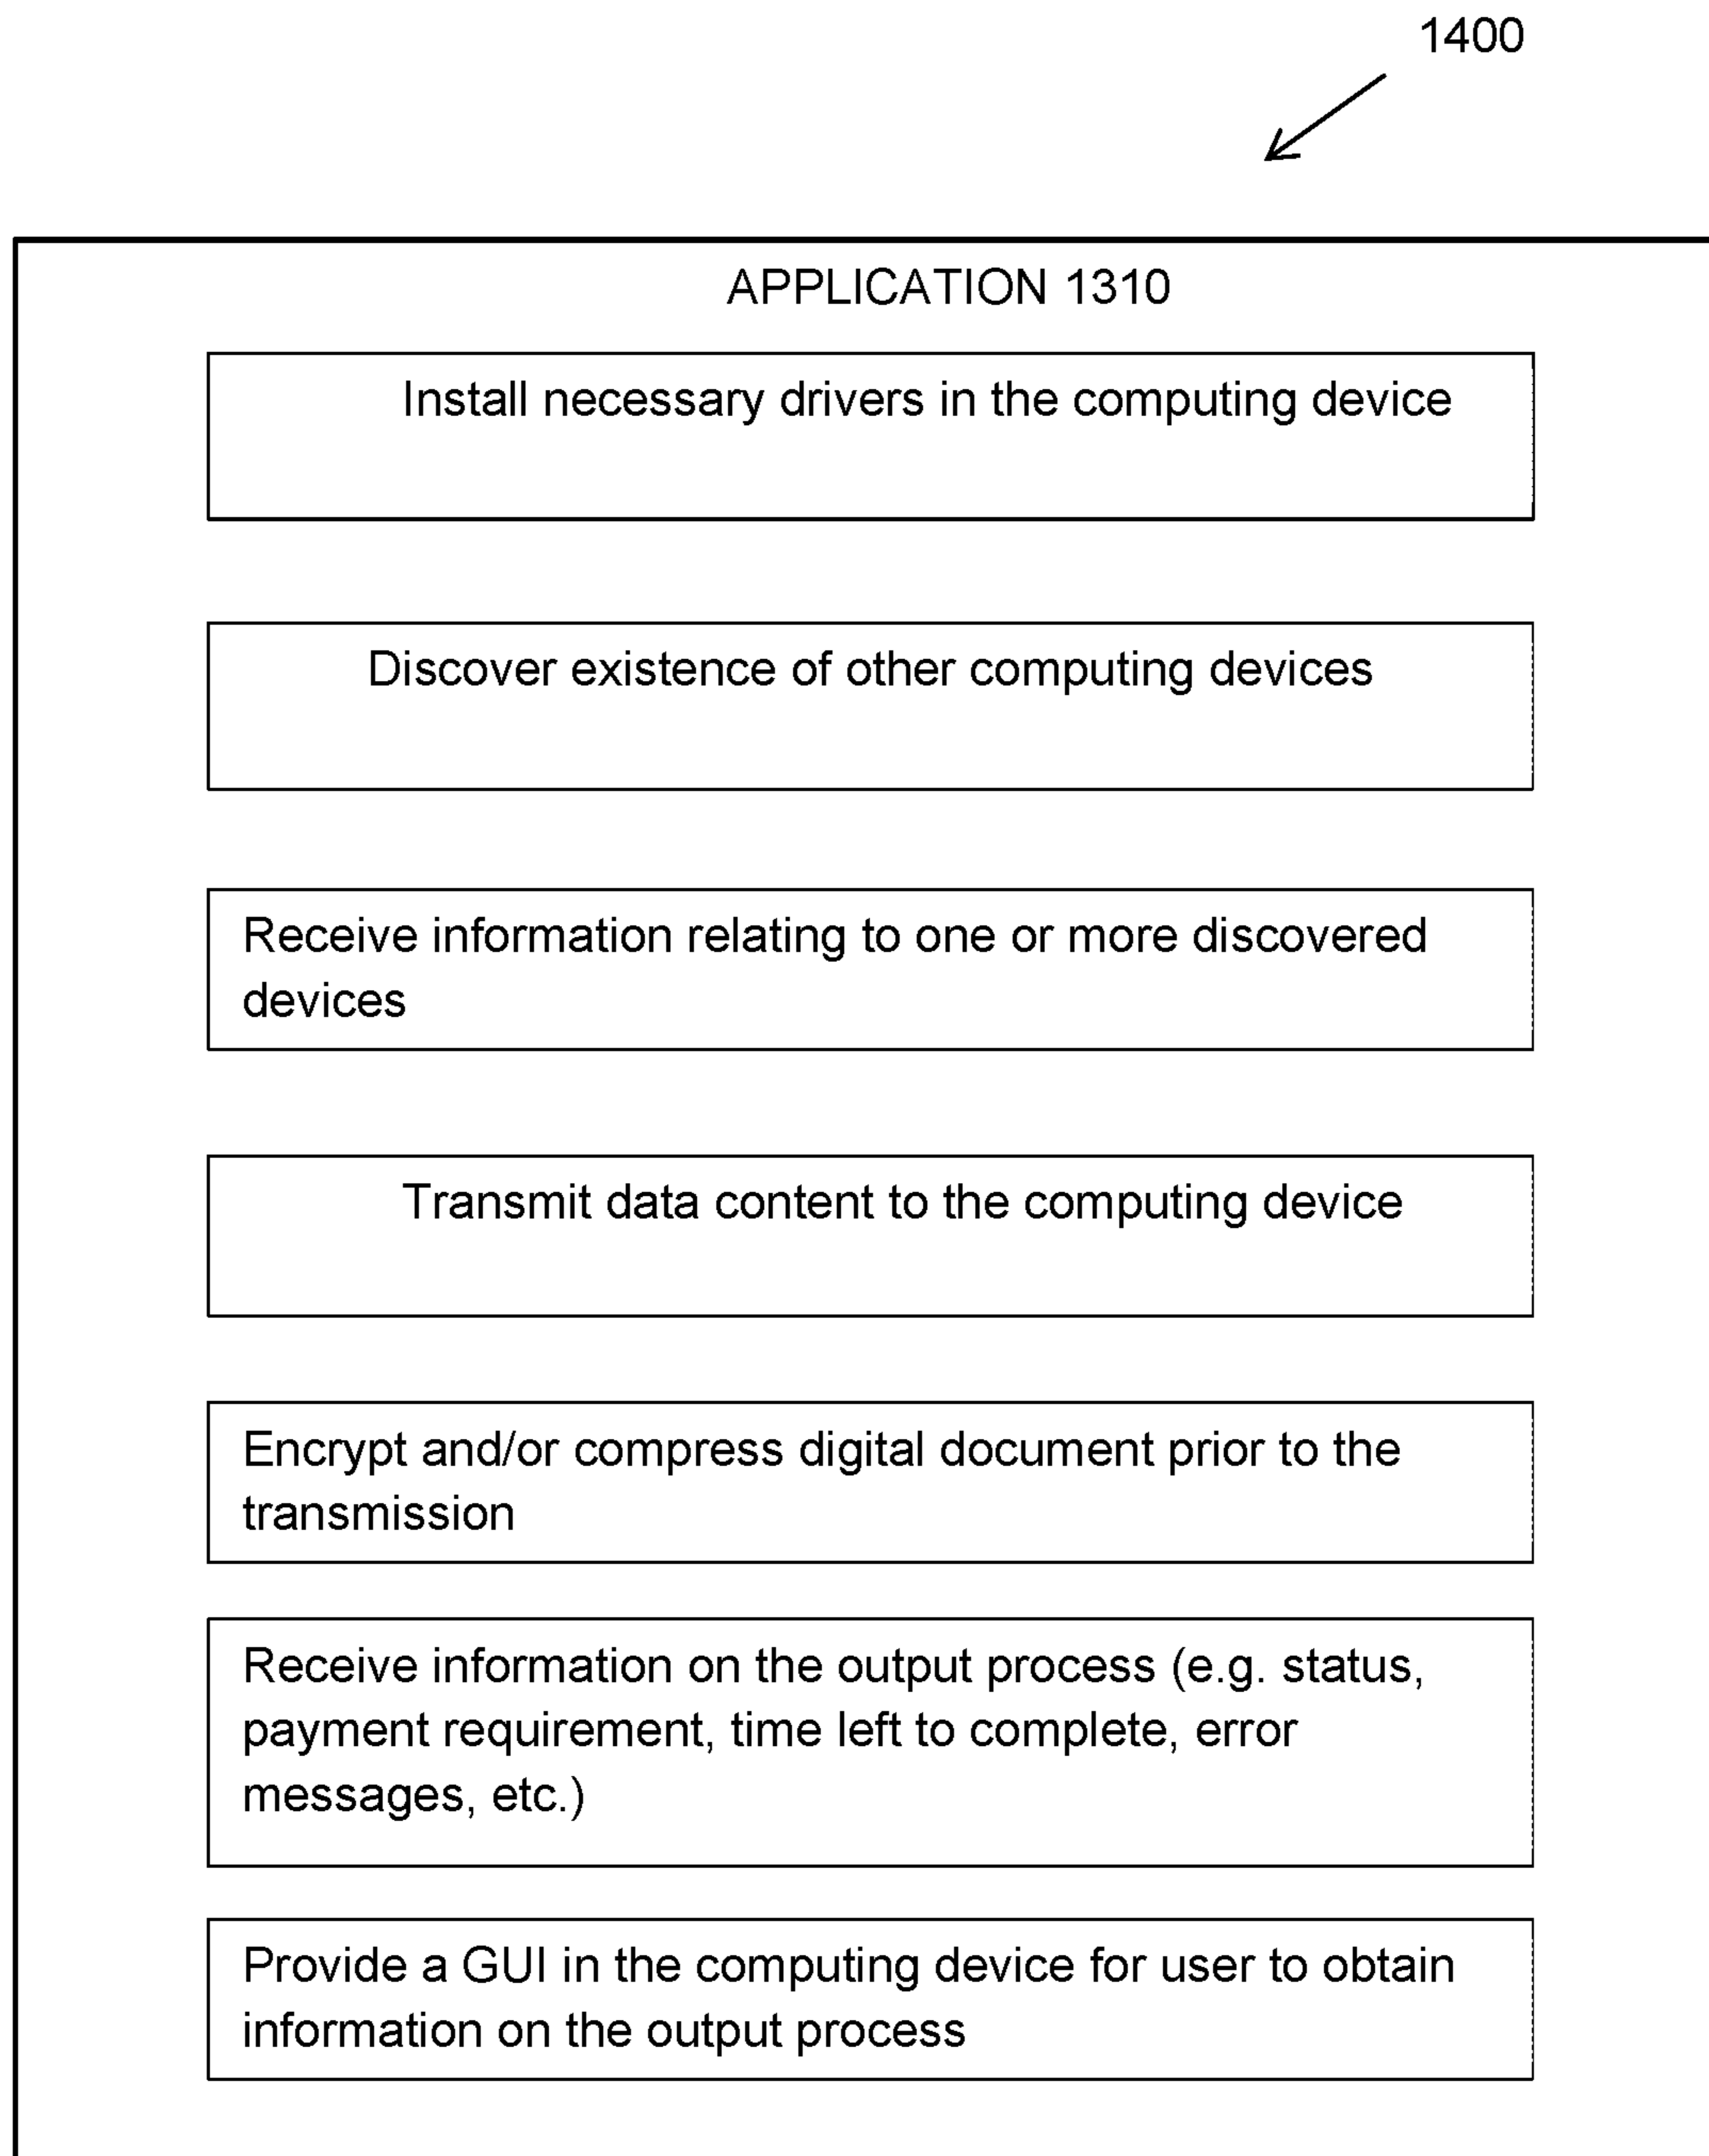 1400
APPLICATION 1310
Install necessary drivers in the computing device
Discover existence of other computing devices
Receive information relating to one or more discovered
devices
Transmit data content to the computing device
Encrypt and/or compress digital document prior to the
transmission
Receive information on the output process (e.g. status,
payment requirement, time left to complete, error
messages, etc.)
Provide a GUI in the computing device for user to obtain
information on the output process